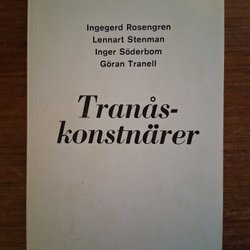 Ingegerd Rosengren
Lennart Stenman
Inger Söderbom
Göran Tranell
Tranås-
konstnärer